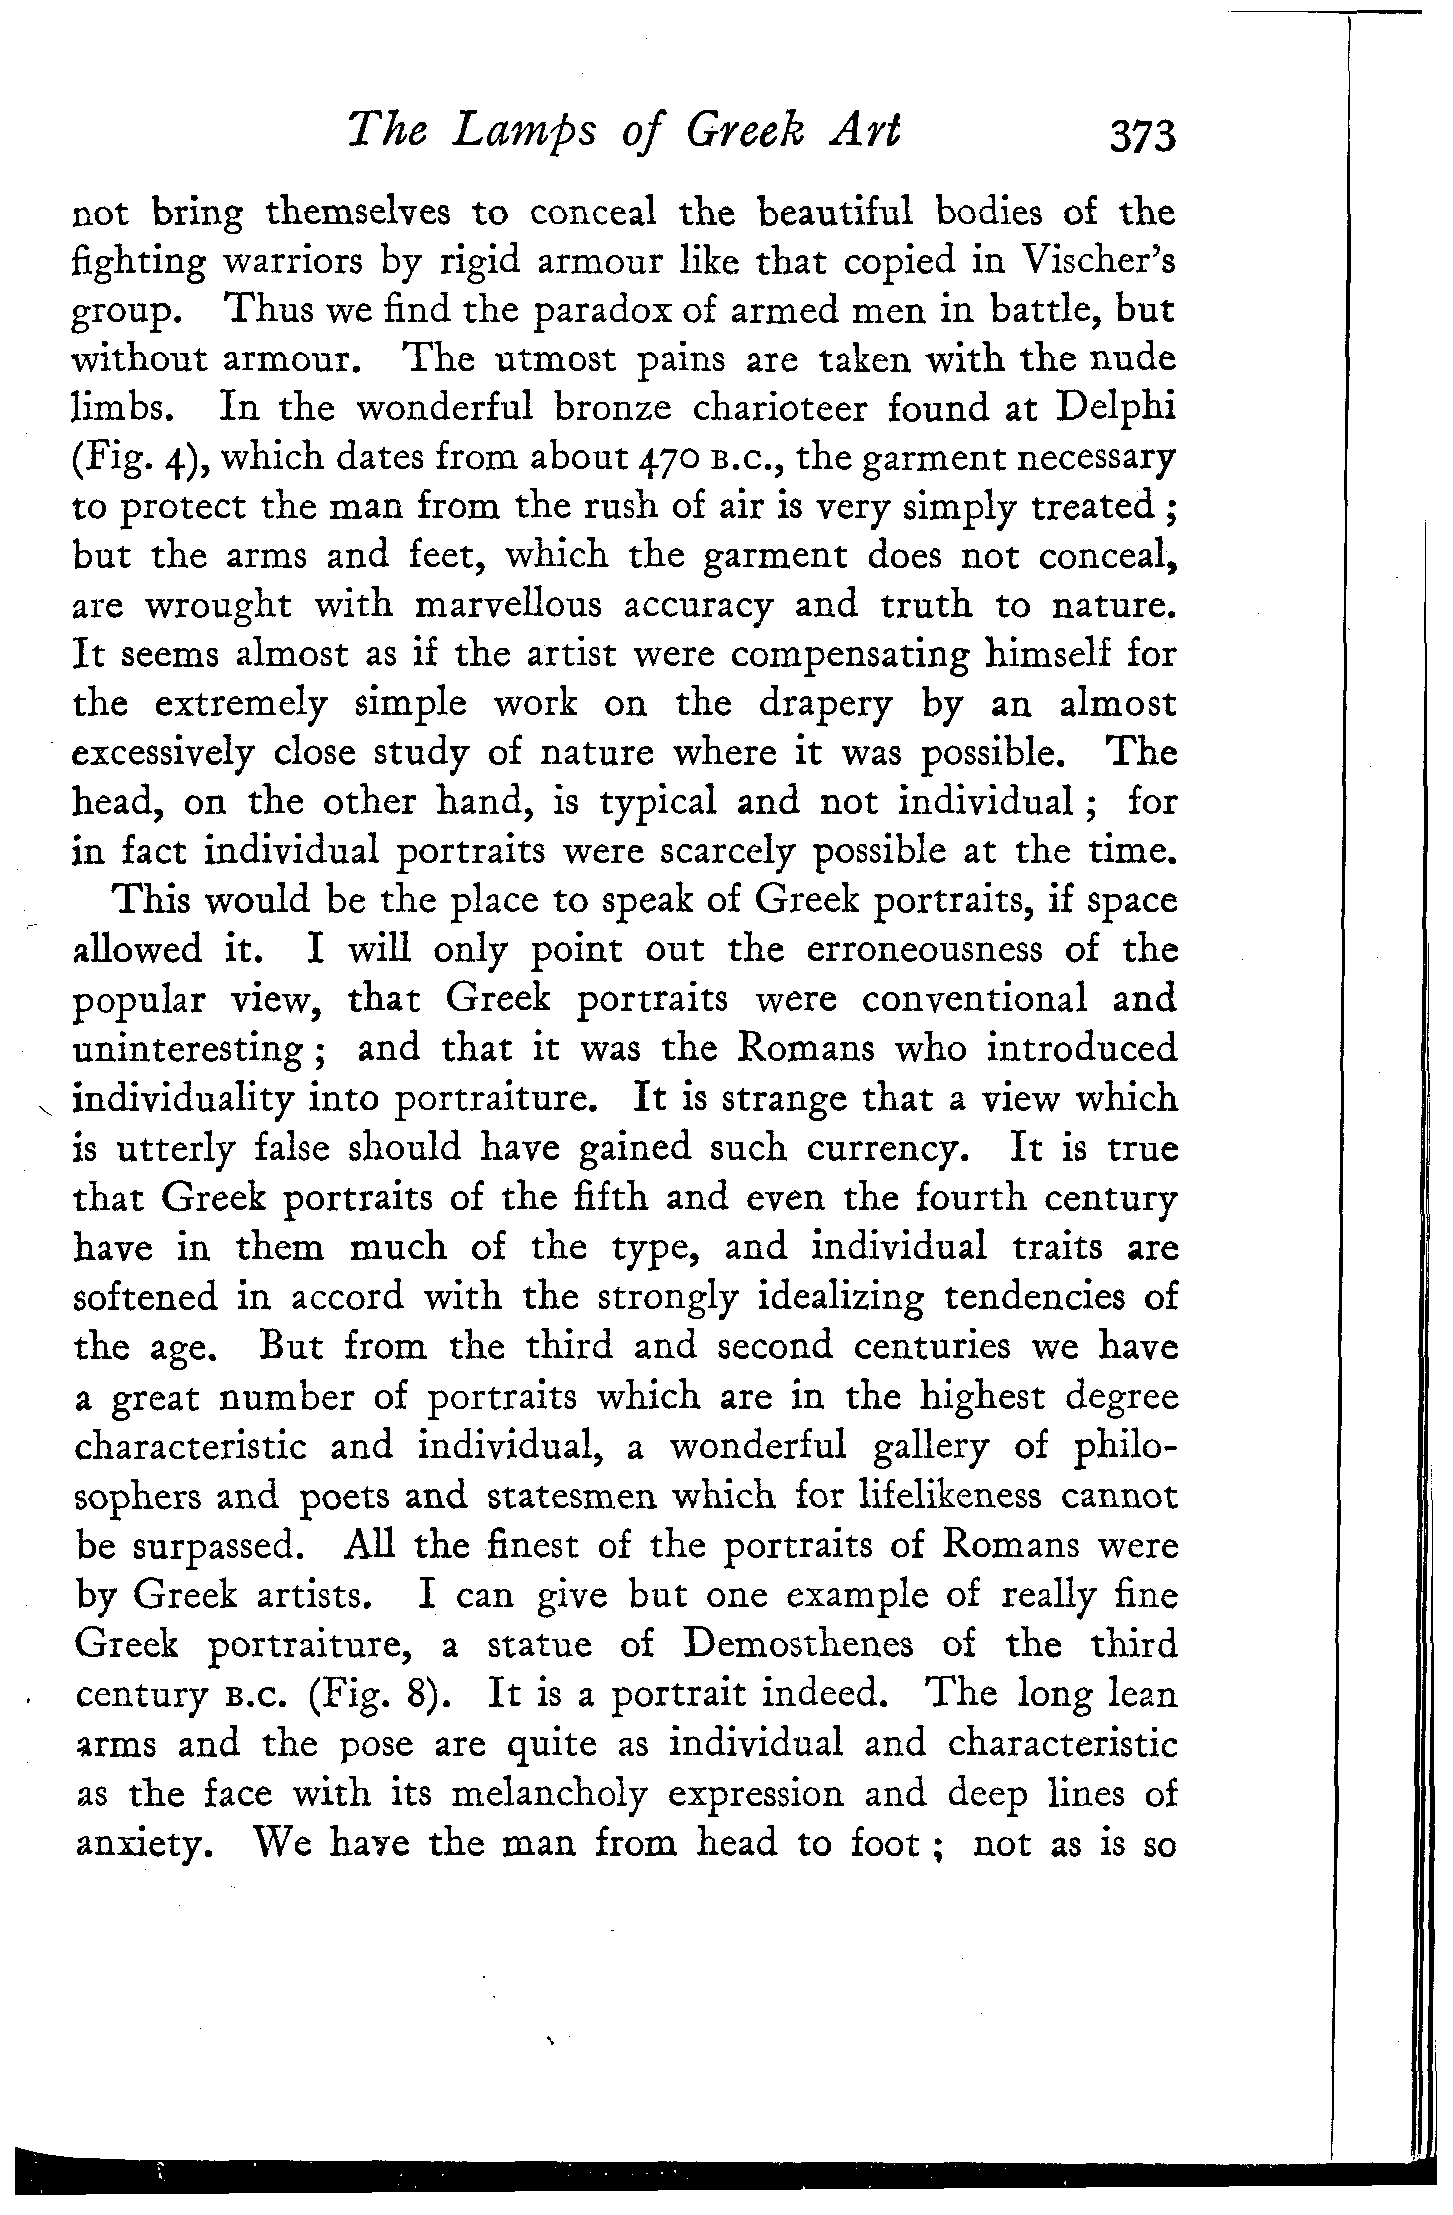 The Lamps of Greek Art 373
not bring themselves to conceal the beautiful bodies of the
fighting warriors by rigid armour like that copied in Vischer's
group. Thus we find the paradox of armed men in battle, but
without armour. The utmost pains are taken with the nude
limbs. In the wonderful bronze charioteer found at Delphi
(Fig. 4), which dates from about 470 B.C., the garment necessary
to protect the man from the rush of air is very simply treated ;
but the arms and feet, which the garment does not conceal,
are wrought with marvellous accuracy and truth to nature.
It seems almost as if the artist were compensating himself for
the extremely simple work on the drapery by an almost
excessively close study of nature where it was possible. The
head, on the other hand, is typical and not individual ; for
in fact individual portraits were scarcely possible at the time.
This would be the place to speak of Greek portraits, if space
allowed it. I will only point out the erroneousness of the
popular view, that Greek portraits were conventional and
uninteresting ; and that it was the Romans who introduced
individuality into portraiture. It is strange that a view which
is utterly false should have gained such currency. It is true
that Greek portraits of the fifth and even the fourth century
have in them much of the type, and individual traits are
softened in accord with the strongly idealizing tendencies of
the age. But from the third and second centuries we have
a great number of portraits which are in the highest degree
characteristic and individual, a wonderful gallery of philo-
sophers and poets and statesmen which for lifelikeness cannot
be surpassed. All the finest of the portraits of Romans were
by Greek artists. I can give but one example of really fine
Greek portraiture, a statue of Demosthenes of the third
century B.C. (Fig. 8). It is a portrait indeed. The long lean
arms and the pose are quite as individual and characteristic
as the face with its melancholy expression and deep lines of
anxiety. We have the man from head to foot ; not as is so